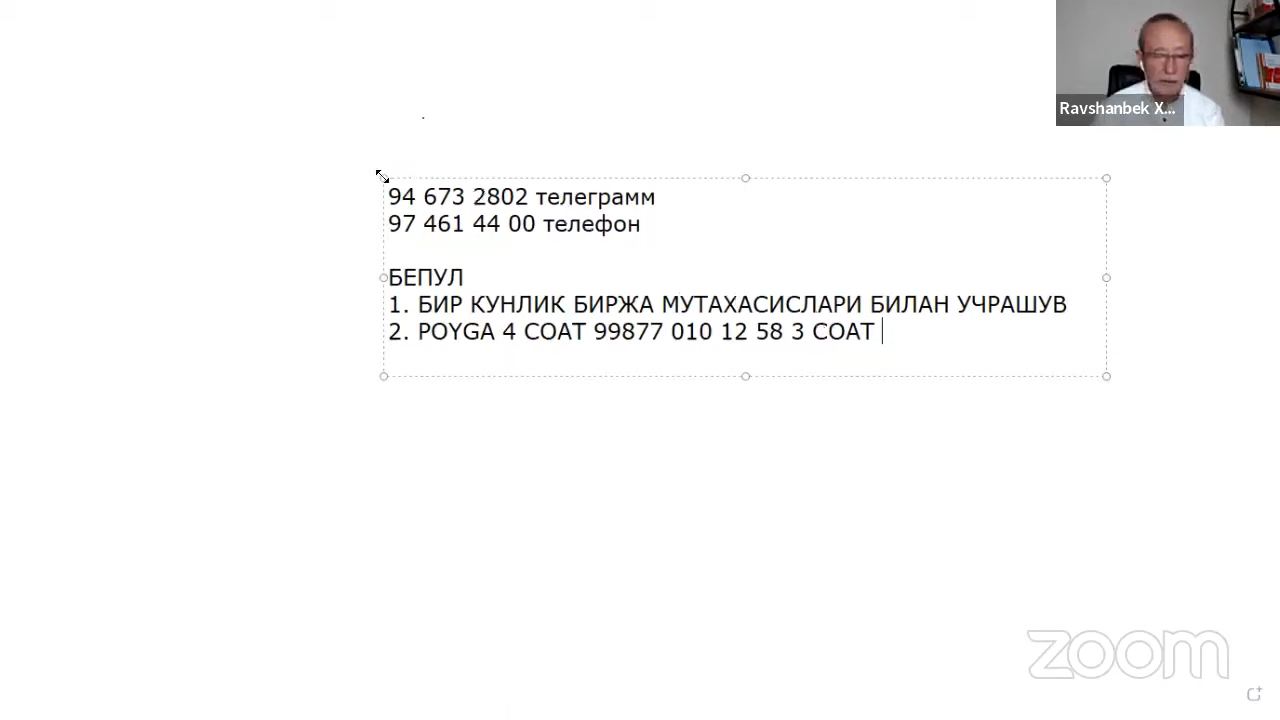 Ravshanbek X...
94 673 2802 телеграмм
97 461 44 00 телефон
БЕПУЛ
1. БИР КУНЛИК БИРЖА МУТАХАСИСЛАРИ БИЛАН УЧРАШУВ
2. POYGA 4 СОАТ 99877 010 12 58 3 СОАТ
zoom